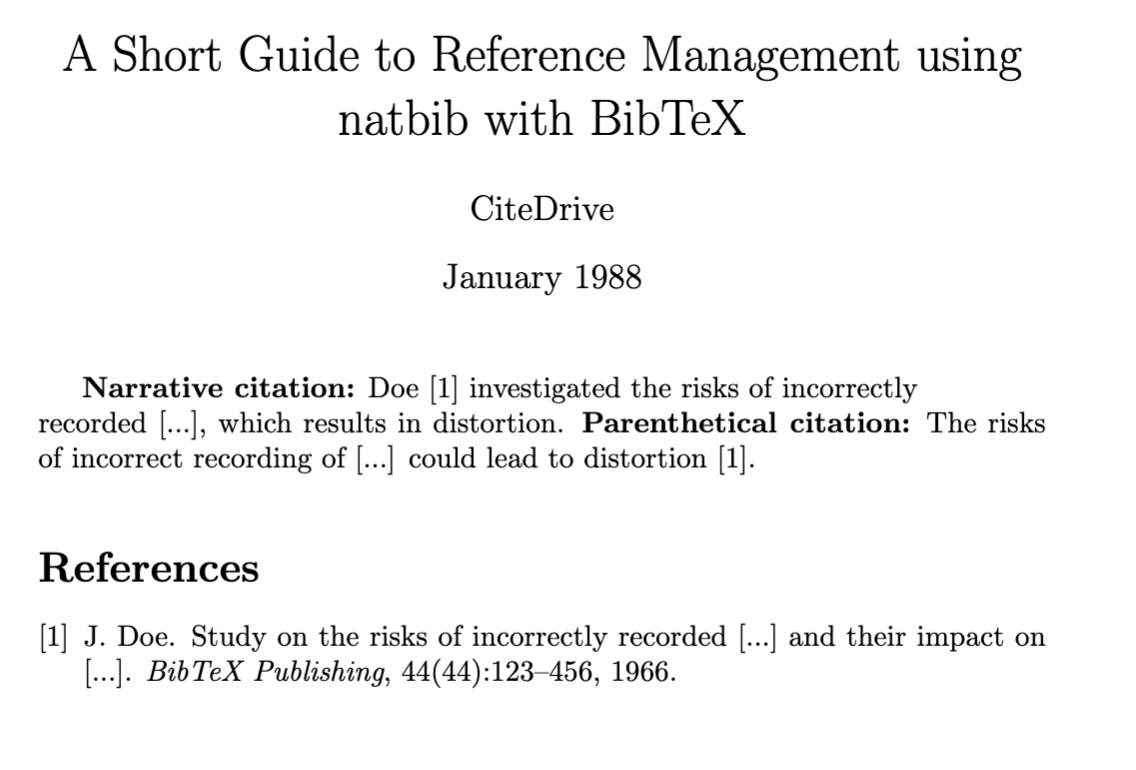 A Short Guide to Reference Management using
natbib with BibTeX
CiteDrive
January 1988
Narrative citation: Doe [1] investigated the risks of incorrectly
recorded [...], which results in distortion. Parenthetical citation: The risks
of incorrect recording of [...] could lead to distortion [1].
References
[1] J. Doe. Study on the risks of incorrectly recorded [...] and their impact on
[...]. BibTeX Publishing, 44(44):123–456, 1966.